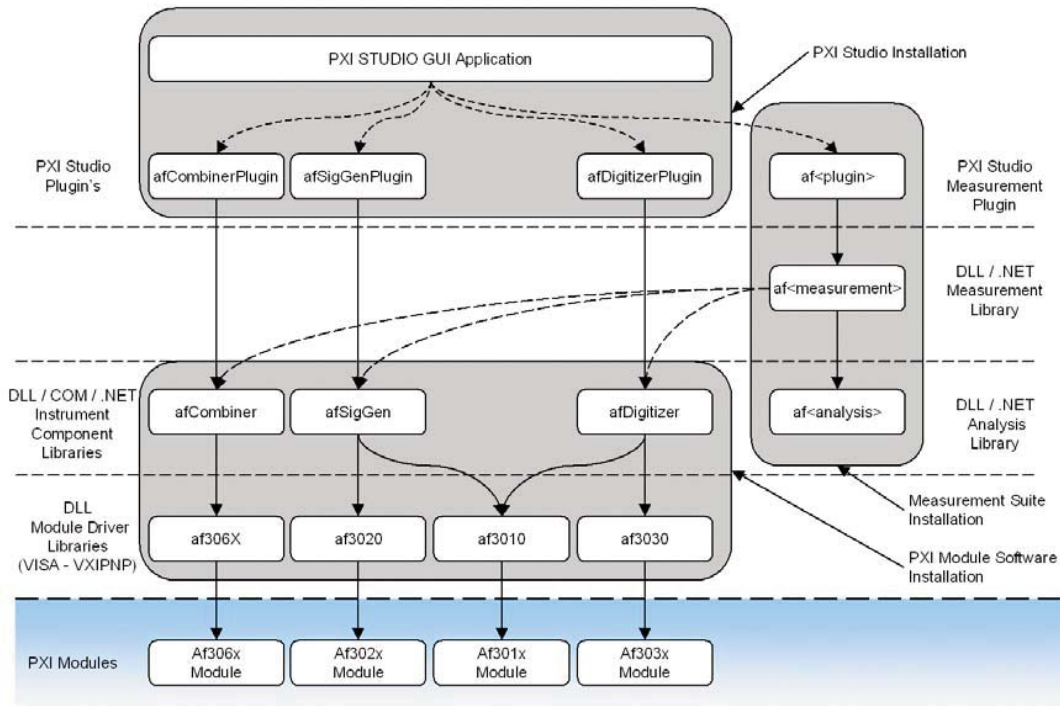 PXI STUDIO GUI Application
PXI Studio Installation
PXI Studio
Plugin`s
afCombinerPlugin
afSigGenPlugin
afDigitizerPlugin
af<plugin>
PXI Studio
Measurement
Plugin
af<measurement>
DLL / .NET
Measurement
Library
DLL / COM / .NET
Instrument
Component
Libraries
afCombiner
afSigGen
afDigitizer
af<analysis>
DLL / .NET
Analysis
Library
DLL
Module Driver
Libraries
(VISA - VXIPNP)
af306X
af3020
af3010
af3030
Measurement Suite
Installation
PXI Module Software
Installation
PXI Modules
Af306x
Module
Af302x
Module
Af301x
Module
Af303x
Module